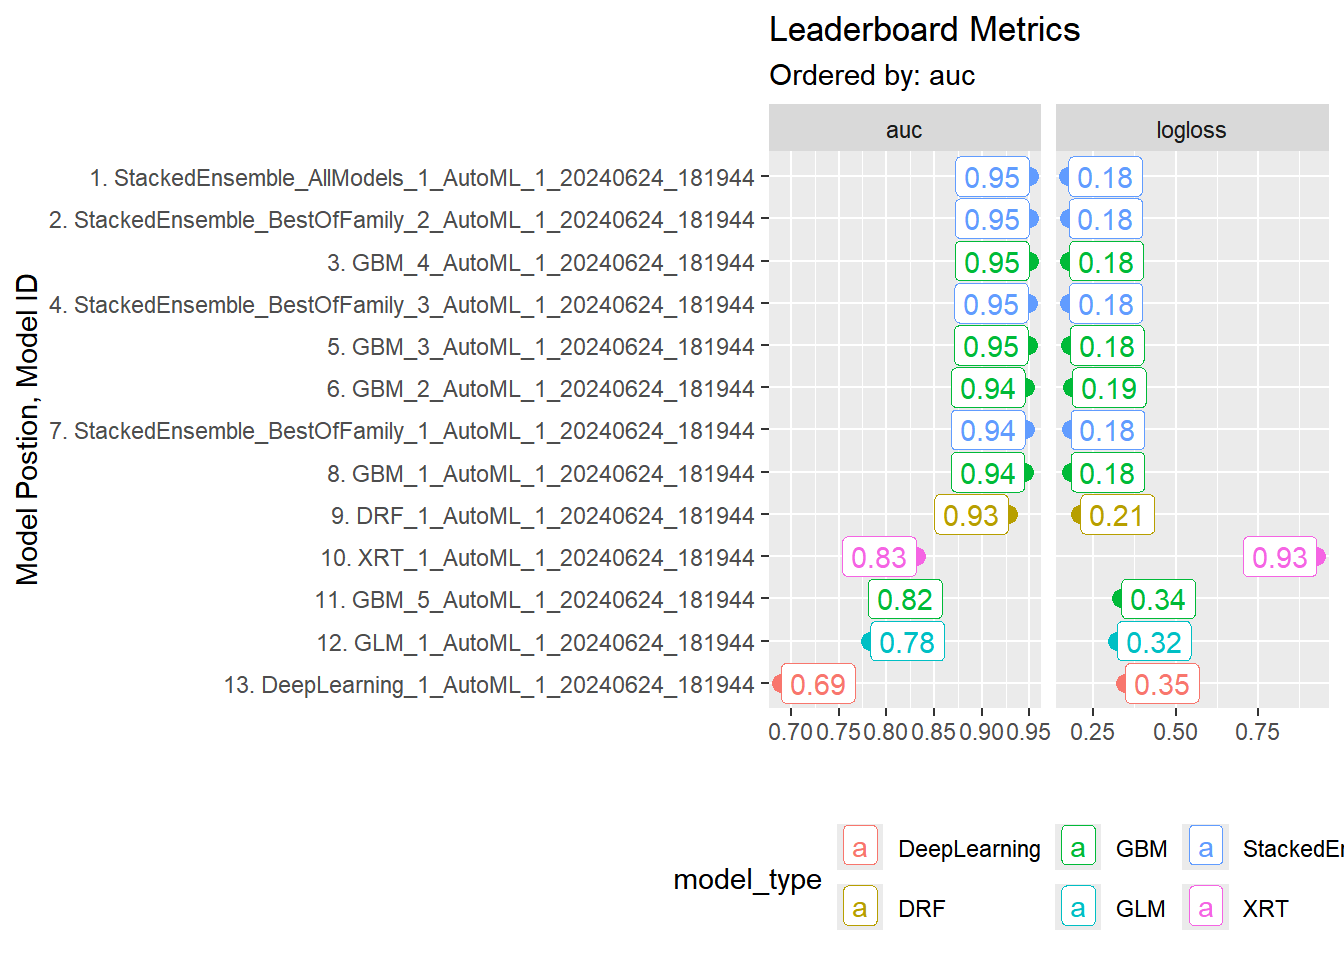 Leaderboard Metrics
Ordered by: auc
auc logloss
Model Postion, Model ID
1. StackedEnsemble_AllModels_1_AutoML_1_20240624_181944 0.95 0.18
2. StackedEnsemble_BestOfFamily_2_AutoML_1_20240624_181944 0.95 0.18
3. GBM_4_AutoML_1_20240624_181944 0.95 0.18
4. StackedEnsemble_BestOfFamily_3_AutoML_1_20240624_181944 0.95 0.18
5. GBM_3_AutoML_1_20240624_181944 0.95 0.18
6. GBM_2_AutoML_1_20240624_181944 0.94 0.19
7. StackedEnsemble_BestOfFamily_1_AutoML_1_20240624_181944 0.94 0.18
8. GBM_1_AutoML_1_20240624_181944 0.94 0.18
9. DRF_1_AutoML_1_20240624_181944 0.93 0.21
10. XRT_1_AutoML_1_20240624_181944 0.83 0.93
11. GBM_5_AutoML_1_20240624_181944 0.82 0.34
12. GLM_1_AutoML_1_20240624_181944 0.78 0.32
13. DeepLearning_1_AutoML_1_20240624_181944 0.69 0.35
0.70 0.75 0.80 0.85 0.90 0.95 0.25 0.50 0.75
model_type
a DeepLearning a GBM a StackedEn
a DRF a GLM a XRT